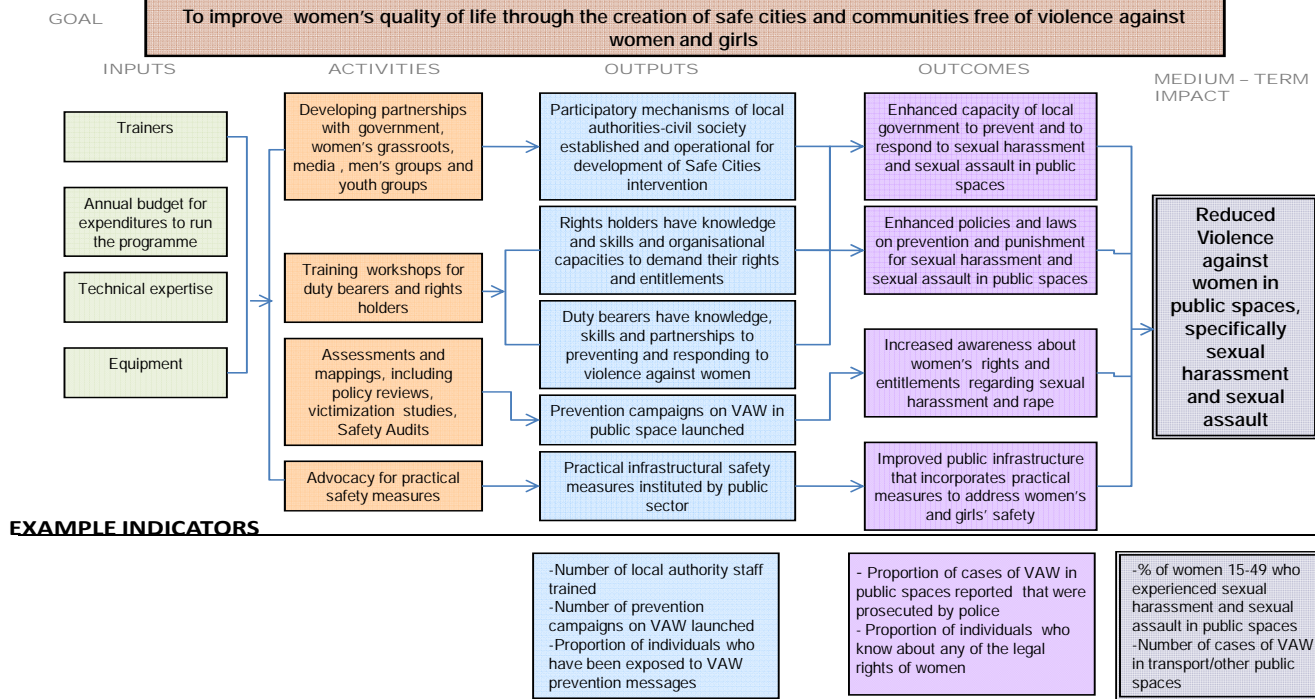 GOAL
To improve women's quality of life through the creation of safe cities and communities free of violence against
women and girls
INPUTS
ACTIVITIES
OUTPUTS
OUTCOMES
MEDIUM – TERM
IMPACT
Trainers
Annual budget for
expenditures to run
the programme
Technical expertise
Equipment
Developing partnerships
with government,
women's grassroots,
media , men's groups and
youth groups
Training workshops for
duty bearers and rights
holders
Assessments and
mappings, including
policy reviews,
victimization studies,
Safety Audits
Advocacy for practical
safety measures
Participatory mechanisms of local
authorities-civil society
established and operational for
development of Safe Cities
intervention
Rights holders have knowledge
and skills and organisational
capacities to demand their rights
and entitlements
Duty bearers have knowledge,
skills and partnerships to
preventing and responding to
violence against women
Prevention campaigns on VAW in
public space launched
Practical infrastructural safety
measures instituted by public
sector
Enhanced capacity of local
government to prevent and to
respond to sexual harassment
and sexual assault in public
spaces
Enhanced policies and laws
on prevention and punishment
for sexual harassment and
sexual assault in public spaces
Increased awareness about
women's rights and
entitlements regarding sexual
harassment and rape
Improved public infrastructure
that incorporates practical
measures to address women's
and girls' safety
Reduced
Violence
against
women in
public spaces,
specifically
sexual
harassment
and sexual
assault
EXAMPLE INDICATORS
-Number of local authority staff
trained
-Number of prevention
campaigns on VAW launched
-Proportion of individuals who
have been exposed to VAW
prevention messages
- Proportion of cases of VAW in
public spaces reported that were
prosecuted by police
- Proportion of individuals who
know about any of the legal
rights of women
-% of women 15-49 who
experienced sexual
harassment and sexual
assault in public spaces
-Number of cases of VAW
in transport/other public
spaces